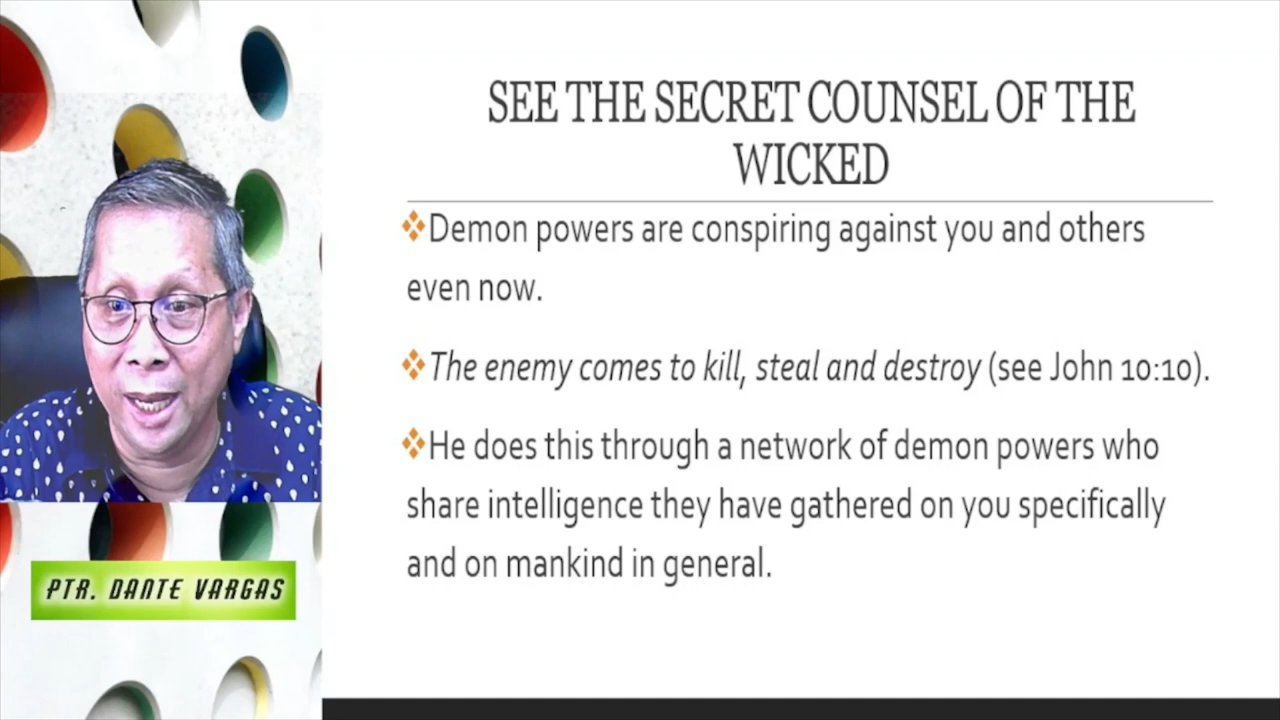 SEE THE SECRET COUNSEL OF THE
WICKED
❖Demon powers are conspiring against you and others
even now.
❖The enemy comes to kill, steal and destroy (see John 10:10).
❖He does this through a network of demon powers who
share intelligence they have gathered on you specifically
and on mankind in general.
PTR. DANTE VARGAS